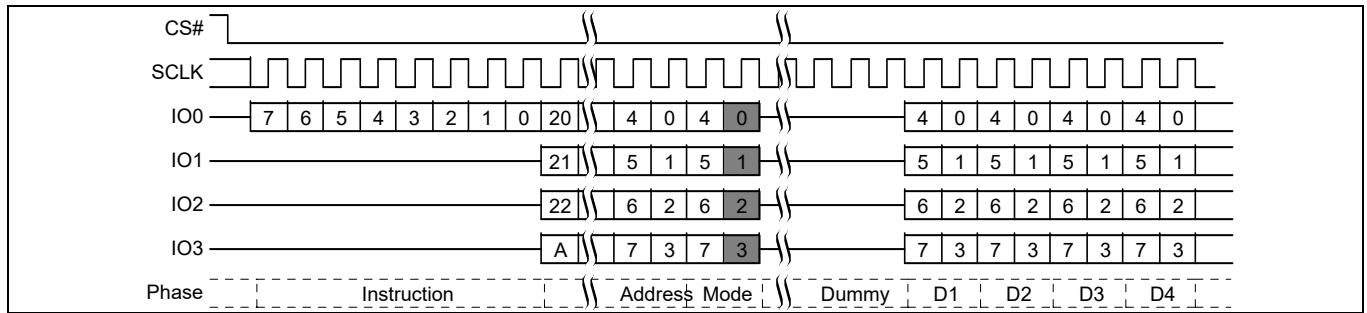 CS#
SCLK
IO0 7 6 5 4 3 2 1 0 20 4 0 4 0 4 0 4 0 4 0 4 0
IO1 21 5 1 5 1 5 1 5 1 5 1 5 1
IO2 22 6 2 6 2 6 2 6 2 6 2 6 2
IO3 A 7 3 7 3 7 3 7 3 7 3 7 3
Phase Instruction Address Mode Dummy D1 D2 D3 D4